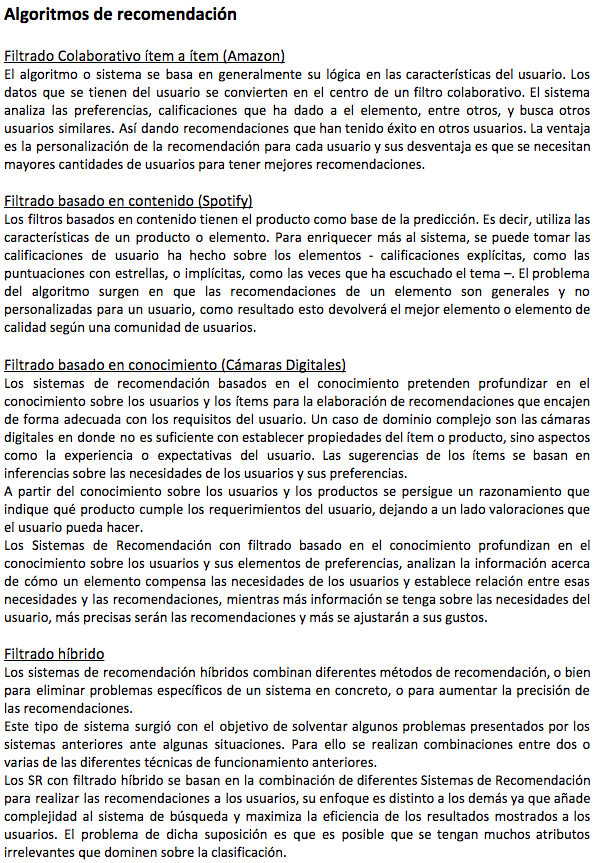 Algoritmos de recomendación
Filtrado Colaborativo ítem a ítem (Amazon)
El algoritmo o sistema se basa en generalmente su lógica en las características del usuario. Los
datos que se tienen del usuario se convierten en el centro de un filtro colaborativo. El sistema
analiza las preferencias, calificaciones que ha dado a el elemento, entre otros, y busca otros
usuarios similares. Así dando recomendaciones que han tenido éxito en otros usuarios. La ventaja
es la personalización de la recomendación para cada usuario y sus desventaja es que se necesitan
mayores cantidades de usuarios para tener mejores recomendaciones.
Filtrado basado en contenido (Spotify)
Los filtros basados en contenido tienen el producto como base de la predicción. Es decir, utiliza las
características de un producto o elemento. Para enriquecer más al sistema, se puede tomar las
calificaciones de usuario ha hecho sobre los elementos - calificaciones explícitas, como las
puntuaciones con estrellas, o implícitas, como las veces que ha escuchado el tema –. El problema
del algoritmo surgen en que las recomendaciones de un elemento son generales y no
personalizadas para un usuario, como resultado esto devolverá el mejor elemento o elemento de
calidad según una comunidad de usuarios.
Filtrado basado en conocimiento (Cámaras Digitales)
Los sistemas de recomendación basados en el conocimiento pretenden profundizar en el
conocimiento sobre los usuarios y los ítems para la elaboración de recomendaciones que encajen
de forma adecuada con los requisitos del usuario. Un caso de dominio complejo son las cámaras
digitales en donde no es suficiente con establecer propiedades del ítem o producto, sino aspectos
como la experiencia o expectativas del usuario. Las sugerencias de los ítems se basan en
inferencias sobre las necesidades de los usuarios y sus preferencias.
A partir del conocimiento sobre los usuarios y los productos se persigue un razonamiento que
indique qué producto cumple los requerimientos del usuario, dejando a un lado valoraciones que
el usuario pueda hacer.
Los Sistemas de Recomendación con filtrado basado en el conocimiento profundizan en el
conocimiento sobre los usuarios y sus elementos de preferencias, analizan la información acerca
de cómo un elemento compensa las necesidades de los usuarios y establece relación entre esas
necesidades y las recomendaciones, mientras más información se tenga sobre las necesidades del
usuario, más precisas serán las recomendaciones y más se ajustarán a sus gustos.
Filtrado híbrido
Los sistemas de recomendación híbridos combinan diferentes métodos de recomendación, o bien
para eliminar problemas específicos de un sistema en concreto, o para aumentar la precisión de
las recomendaciones.
Este tipo de sistema surgió con el objetivo de solventar algunos problemas presentados por los
sistemas anteriores ante algunas situaciones. Para ello se realizan combinaciones entre dos o
varias de las diferentes técnicas de funcionamiento anteriores.
Los SR con filtrado híbrido se basan en la combinación de diferentes Sistemas de Recomendación
para realizar las recomendaciones a los usuarios, su enfoque es distinto a los demás ya que añade
complejidad al sistema de búsqueda y maximiza la eficiencia de los resultados mostrados a los
usuarios. El problema de dicha suposición es que es posible que se tengan muchos atributos
irrelevantes que dominen sobre la clasificación.